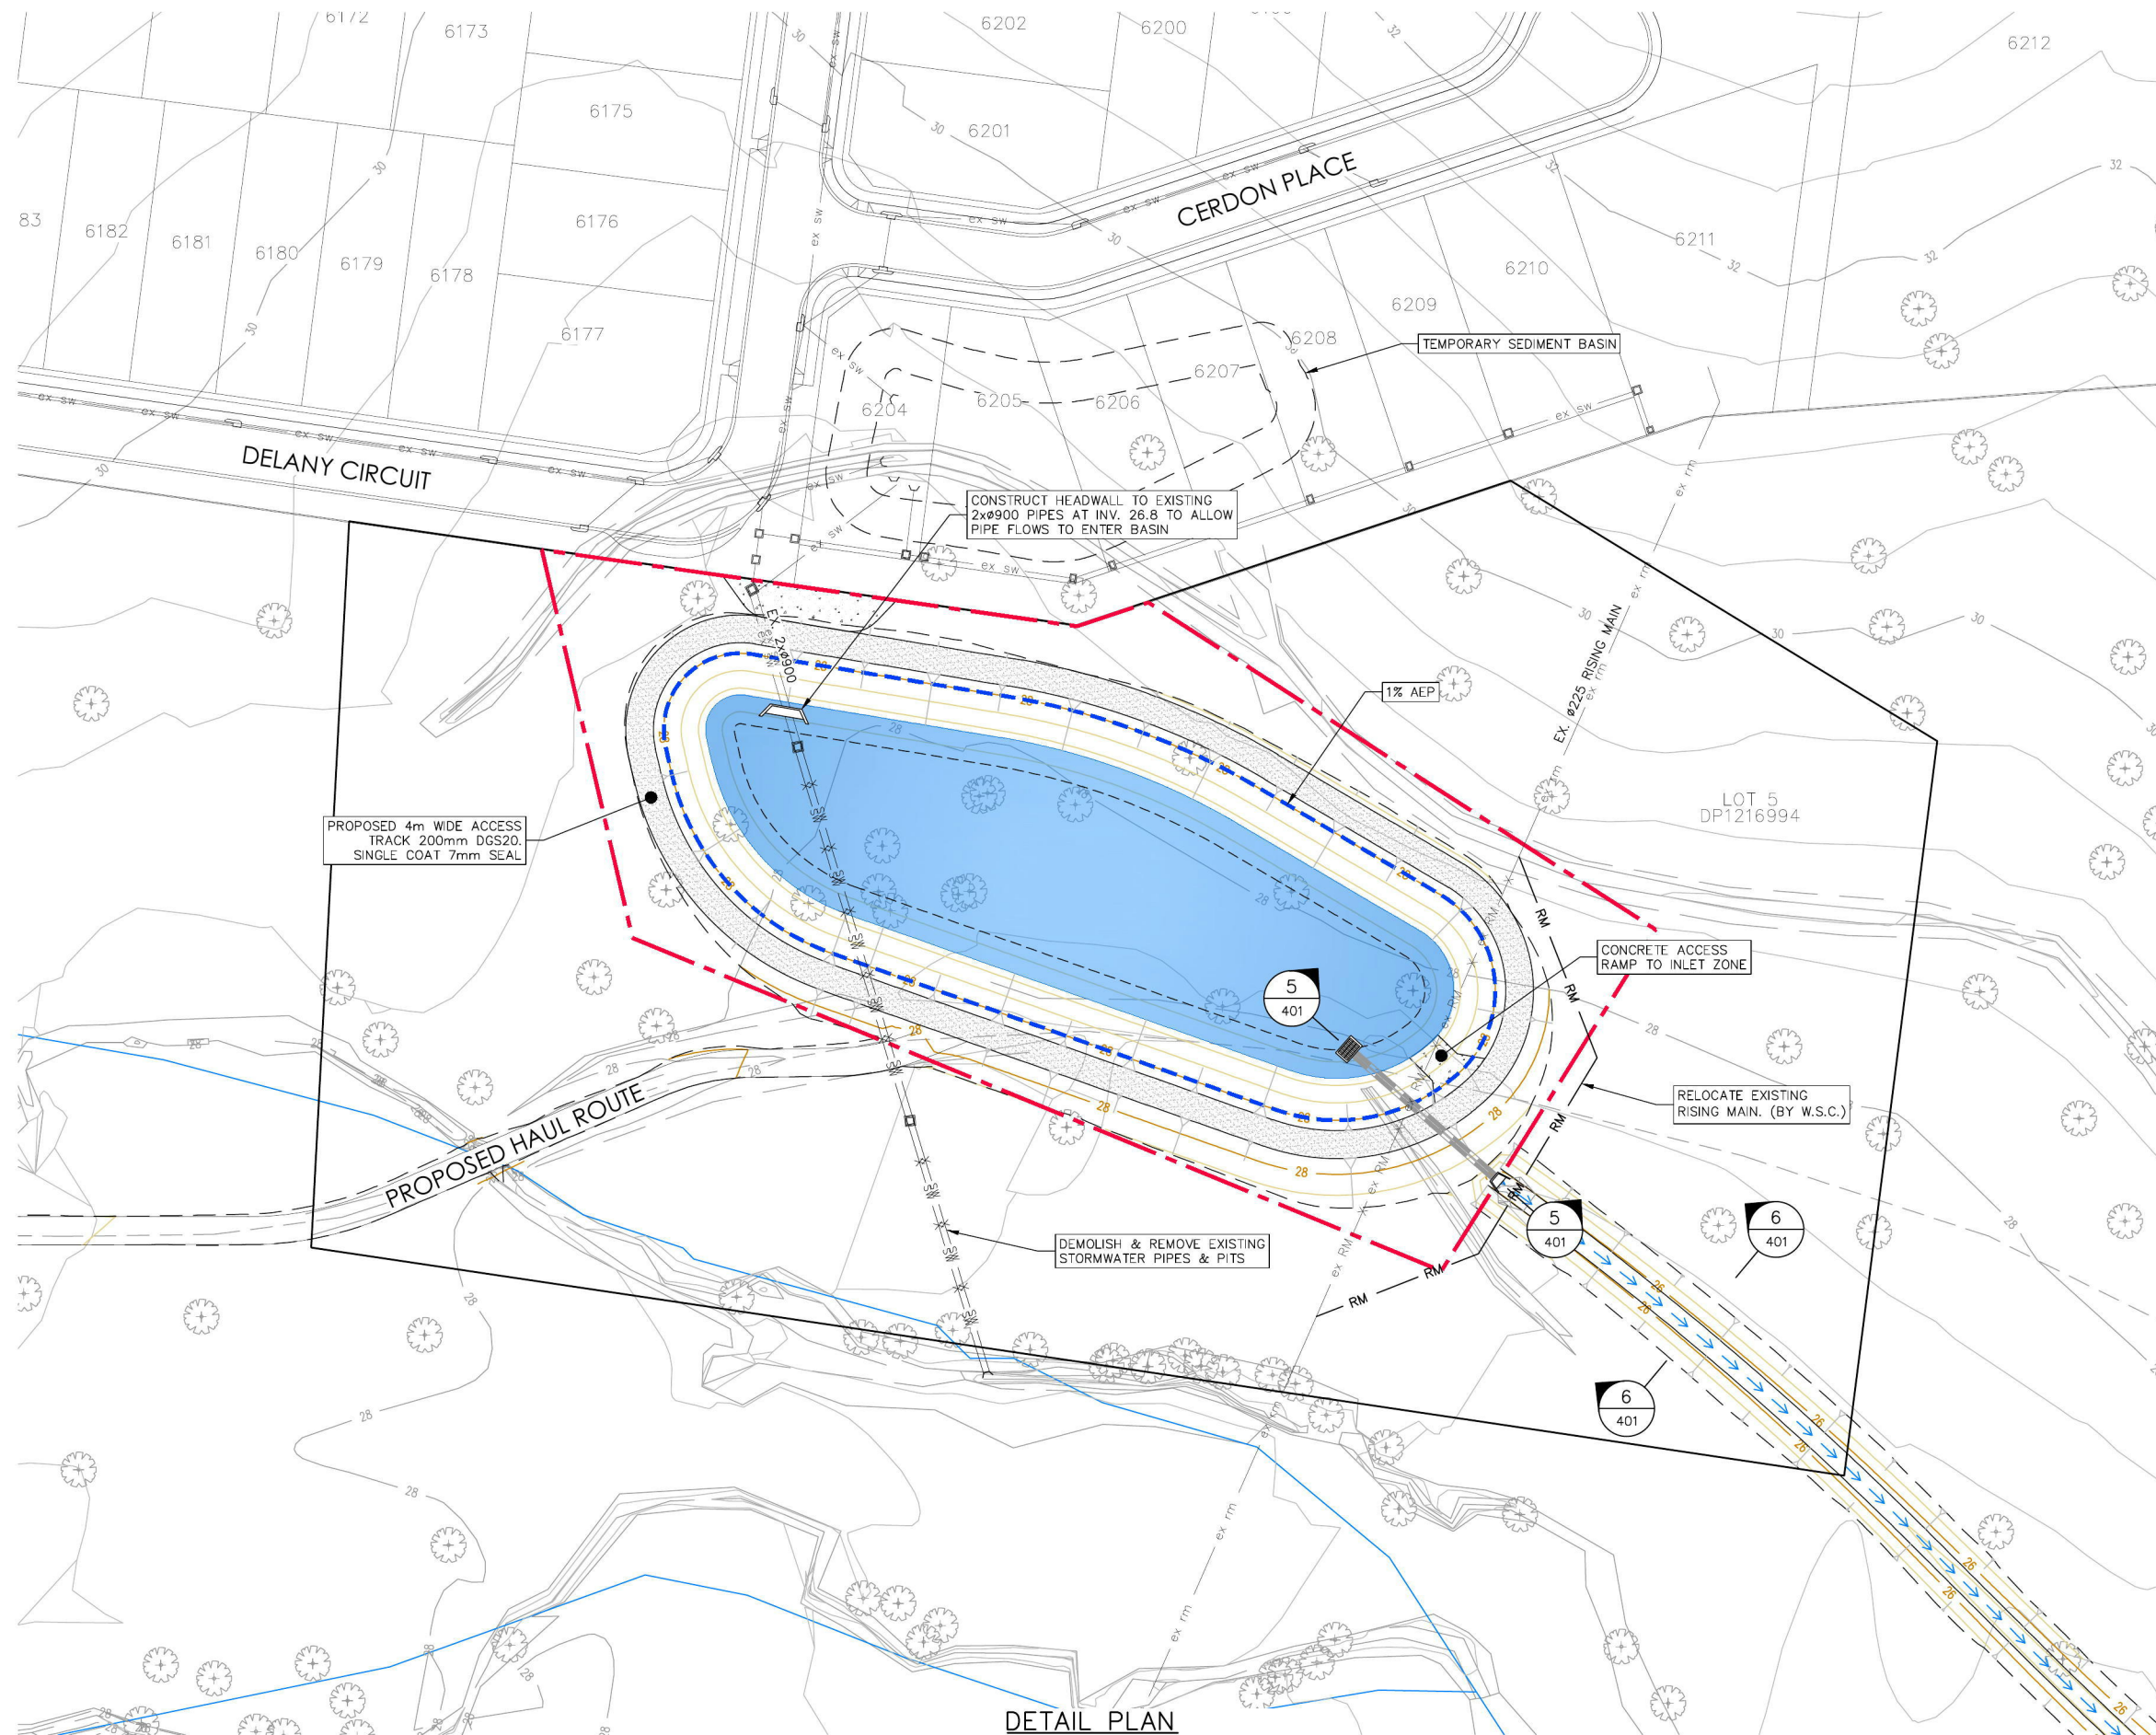 6172
6173
6202
6200
6212
6175
6201
CERDON PLACE
83
6182
6181
6180
6179
6178
6176
6211
6210
6209
6177
6208
6207
6204
6205
6206
TEMPORARY SEDIMENT BASIN
DELANY CIRCUIT
CONSTRUCT HEADWALL TO EXISTING
2xø900 PIPES AT INV. 26.8 TO ALLOW
PIPE FLOWS TO ENTER BASIN
EX. 2xø900
EX. ø225 RISING MAIN
1% AEP
LOT 5
DP1216994
PROPOSED 4m WIDE ACCESS
TRACK 200mm DGS20.
SINGLE COAT 7mm SEAL
CONCRETE ACCESS
RAMP TO INLET ZONE
5
401
RELOCATE EXISTING
RISING MAIN. (BY W.S.C.)
PROPOSED HAUL ROUTE
5
401
6
401
DEMOLISH & REMOVE EXISTING
STORMWATER PIPES & PITS
6
401
DETAIL PLAN